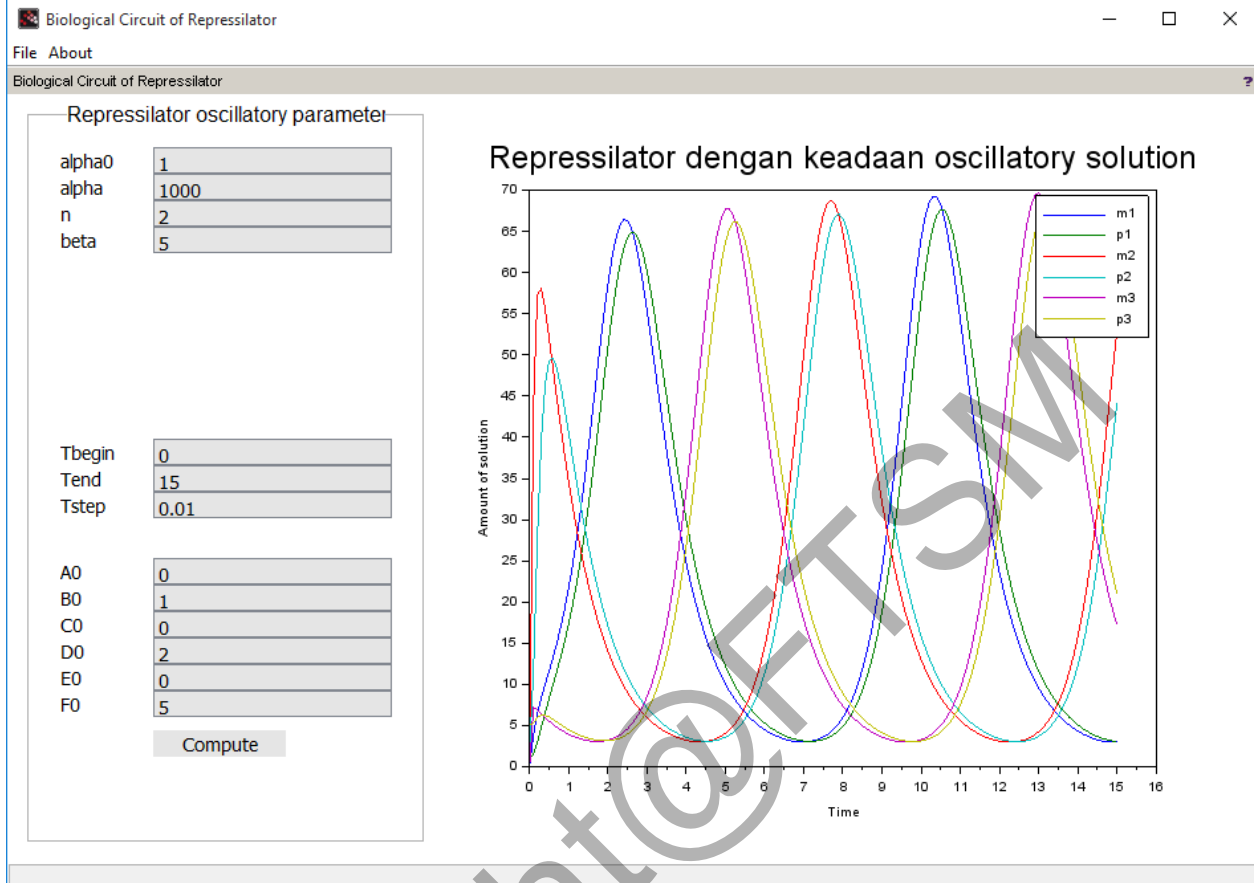 Biological Circuit of Repressilator
File About
Biological Circuit of Repressilator ?
Repressilator oscillatory parameter
alpha0 1
alpha 1000
n 2
beta 5
Tbegin 0
Tend 15
Tstep 0.01
A0 0
B0 1
C0 0
D0 2
E0 0
F0 5
Compute
Repressilator dengan keadaan oscillatory solution
70
65
60
55
50
45
40
35
30
25
20
15
10
5
0
Amount of solution
0 1 2 3 4 5 6 7 8 9 10 11 12 13 14 15 16
Time
m1
p1
m2
p2
m3
p3
ht@FTSM